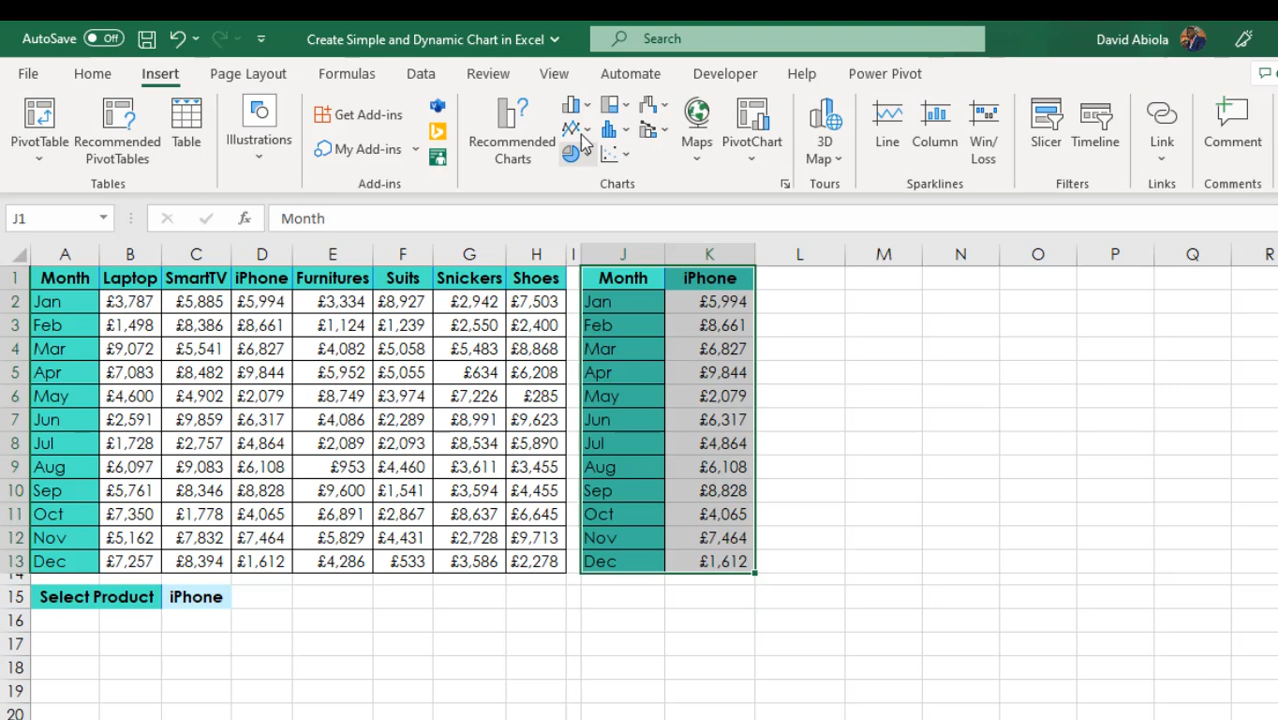 AutoSave Off Create Simple and Dynamic Chart in Excel Search David Abiola
File Home Insert Page Layout Formulas Data Review View Automate Developer Help Power Pivot
PivotTable Recommended PivotTables Table Illustrations Get Add-ins My Add-ins Recommended Charts Maps PivotChart 3D Map Line Column Win/Loss Slicer Timeline Link Comment
Tables Add-ins Charts Tours Sparklines Filters Links Comments
J1 fx Month
A B C D E F G H I J K L M N O P Q R
1 Month Laptop SmartTV iPhone Furnitures Suits Snickers Shoes Month iPhone
2 Jan £3,787 £5,885 £5,994 £3,334 £8,927 £2,942 £7,503 Jan £5,994
3 Feb £1,498 £8,386 £8,661 £1,124 £1,239 £2,550 £2,400 Feb £8,661
4 Mar £9,072 £5,541 £6,827 £4,082 £5,058 £5,483 £8,868 Mar £6,827
5 Apr £7,083 £8,482 £9,844 £5,952 £5,055 £634 £6,208 Apr £9,844
6 May £4,600 £4,902 £2,079 £8,749 £3,974 £7,226 £285 May £2,079
7 Jun £2,591 £9,859 £6,317 £4,086 £2,289 £8,991 £9,623 Jun £6,317
8 Jul £1,728 £2,757 £4,864 £2,089 £2,093 £8,534 £5,890 Jul £4,864
9 Aug £6,097 £9,083 £6,108 £953 £4,460 £3,611 £3,455 Aug £6,108
10 Sep £5,761 £8,346 £8,828 £9,600 £1,541 £3,594 £4,455 Sep £8,828
11 Oct £7,350 £1,778 £4,065 £6,891 £2,867 £8,637 £6,645 Oct £4,065
12 Nov £5,162 £7,832 £7,464 £5,829 £4,431 £2,728 £9,713 Nov £7,464
13 Dec £7,257 £8,394 £1,612 £4,286 £533 £3,586 £2,278 Dec £1,612
14
15 Select Product iPhone
16
17
18
19
20